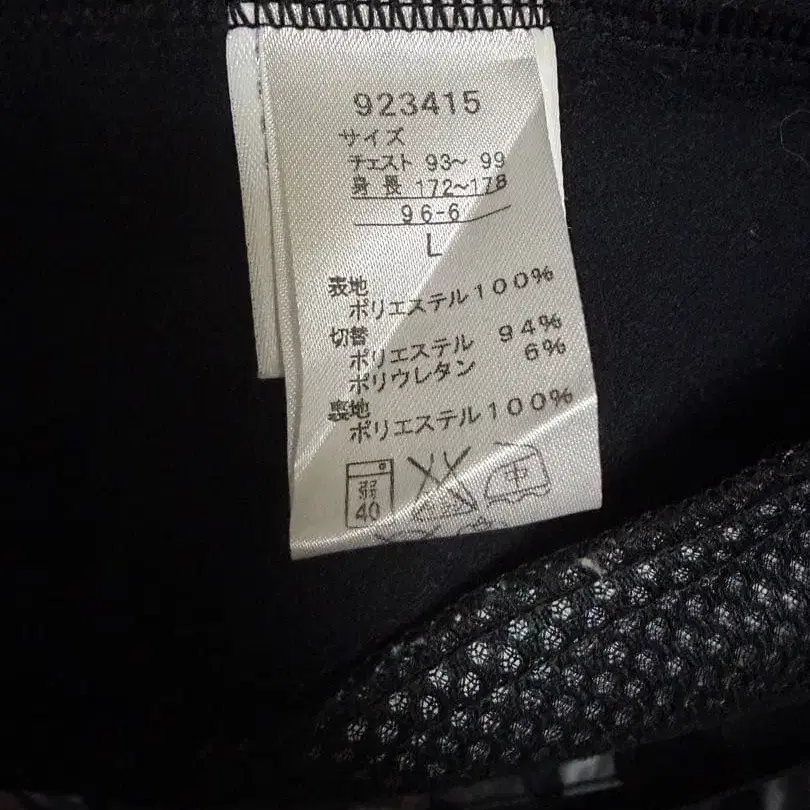 923415
サイズ
チェスト 93～ 99
身長 172～178
96-6
L
表地
ポリエステル100%
切替
ポリエステル 94%
ポリウレタン 6%
裏地
ポリエステル100%
弱
40
中